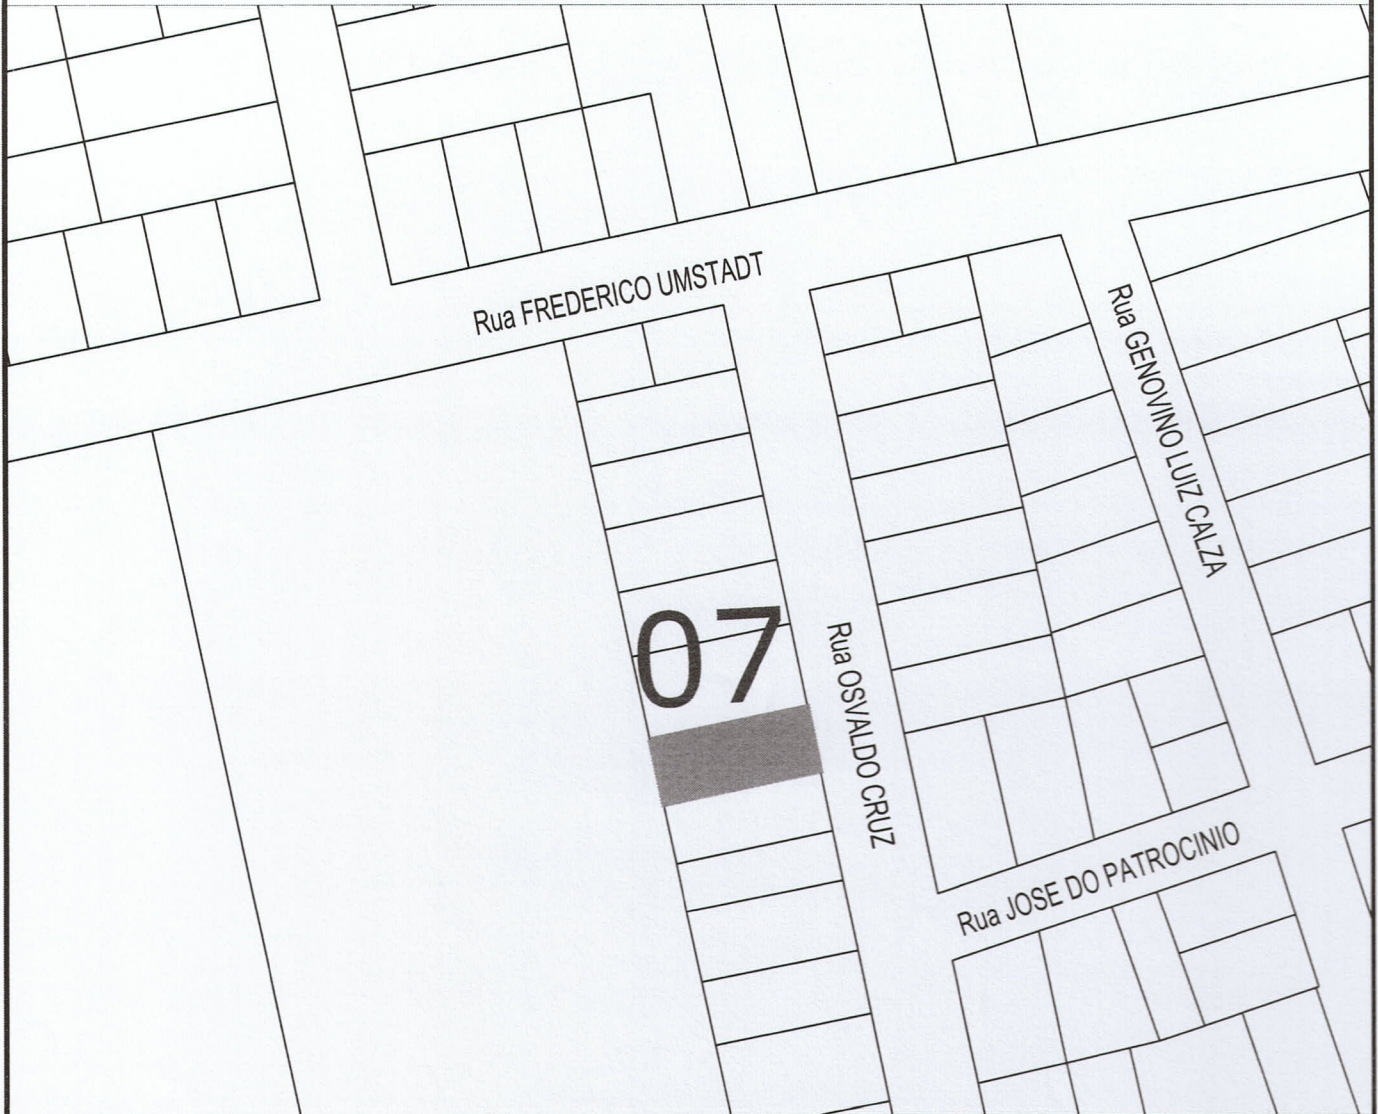 Rua FREDERICO UMSTADT
Rua GENOVINO LUIZ CALZA
07
Rua OSVALDO CRUZ
Rua JOSE DO PATROCINIO